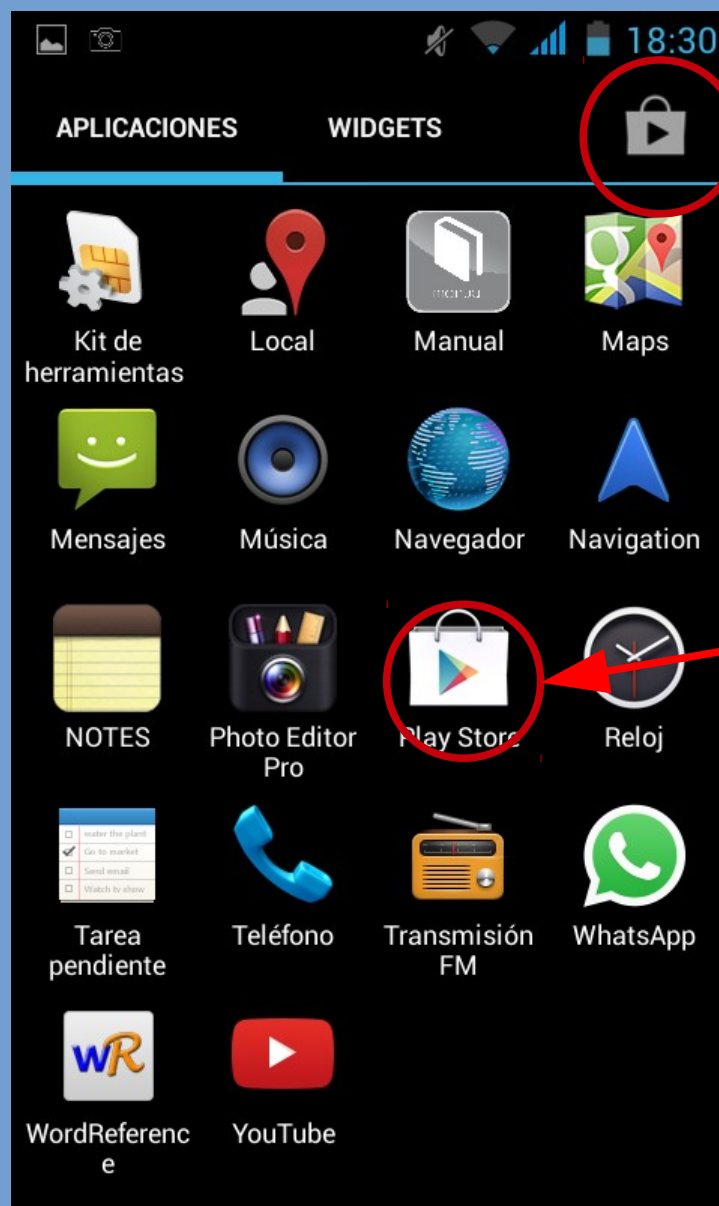 18:30
APLICACIONES WIDGETS
Kit de
herramientas
Local
Manual
Maps
Mensajes
Música
Navegador
Navigation
NOTES
Photo Editor
Pro
Play Store
Reloj
water the plant
Go to market
Send email
Watch tv show
Tarea
pendiente
Teléfono
Transmisión
FM
WhatsApp
WR
WordReferenc
e
YouTube